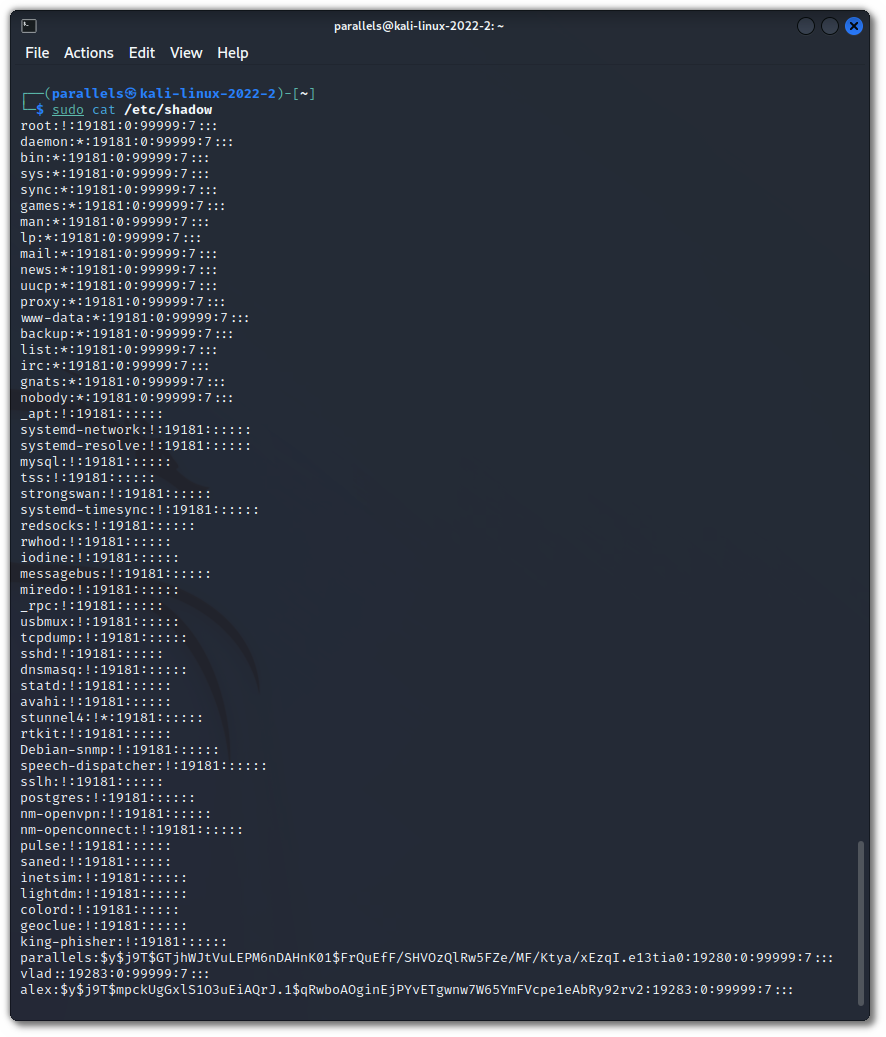 parallels@kali-linux-2022-2: ~
File Actions Edit View Help
┌──(parallels㉿kali-linux-2022-2)-[~]
└─$ sudo cat /etc/shadow
root:!:19181:0:99999:7:::
daemon:*:19181:0:99999:7:::
bin:*:19181:0:99999:7:::
sys:*:19181:0:99999:7:::
sync:*:19181:0:99999:7:::
games:*:19181:0:99999:7:::
man:*:19181:0:99999:7:::
lp:*:19181:0:99999:7:::
mail:*:19181:0:99999:7:::
news:*:19181:0:99999:7:::
uucp:*:19181:0:99999:7:::
proxy:*:19181:0:99999:7:::
www-data:*:19181:0:99999:7:::
backup:*:19181:0:99999:7:::
list:*:19181:0:99999:7:::
irc:*:19181:0:99999:7:::
gnats:*:19181:0:99999:7:::
nobody:*:19181:0:99999:7:::
_apt:!:19181::::::
systemd-network:!:19181::::::
systemd-resolve:!:19181::::::
mysql:!:19181::::::
tss:!:19181::::::
strongswan:!:19181::::::
systemd-timesync:!:19181::::::
redsocks:!:19181::::::
rwhod:!:19181::::::
iodine:!:19181::::::
messagebus:!:19181::::::
miredo:!:19181::::::
_rpc:!:19181::::::
usbmux:!:19181::::::
tcpdump:!:19181::::::
sshd:!:19181::::::
dnsmasq:!:19181::::::
statd:!:19181::::::
avahi:!:19181::::::
stunnel4:!*:19181::::::
rtkit:!:19181::::::
Debian-snmp:!:19181::::::
speech-dispatcher:!:19181::::::
sslh:!:19181::::::
postgres:!:19181::::::
nm-openvpn:!:19181::::::
nm-openconnect:!:19181::::::
pulse:!:19181::::::
saned:!:19181::::::
inetsim:!:19181::::::
lightdm:!:19181::::::
colord:!:19181::::::
geoclue:!:19181::::::
king-phisher:!:19181::::::
parallels:$y$j9T$GTjhWJtVuLEPM6nDAHnK01$FrQuEfF/SHVOzQlRw5FZe/MF/Ktya/xEzqI.e13tia0:19280:0:99999:7:::
vlad::19283:0:99999:7:::
alex:$y$j9T$mpckUgGxlS1O3uEiAQrJ.1$qRwboAOginEjPYvETgwnw7W65YmFVcpe1eAbRy92rv2:19283:0:99999:7:::